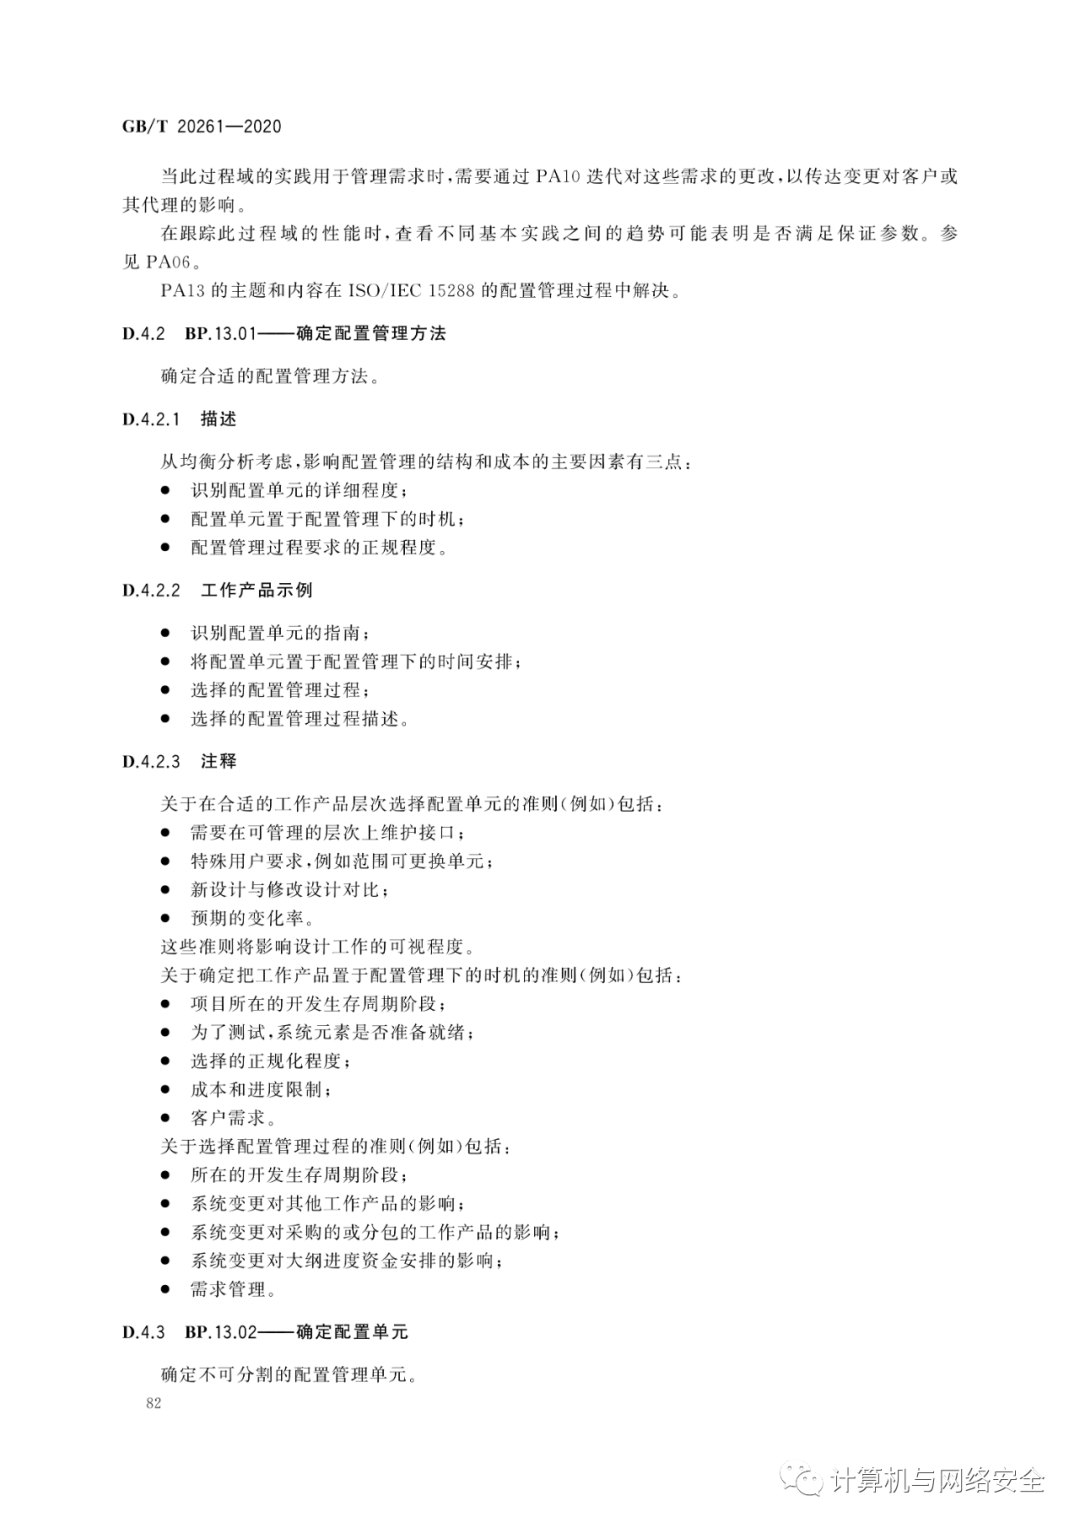 GB/T 20261—2020
当此过程域的实践用于管理需求时,需要通过 PA10 迭代对这些需求的更改,以传达变更对客户或
其代理的影响。
在跟踪此过程域的性能时,查看不同基本实践之间的趋势可能表明是否满足保证参数。参
见 PA06。
PA13 的主题和内容在 ISO/IEC 15288 的配置管理过程中解决。
D.4.2 BP.13.01——确定配置管理方法
确定合适的配置管理方法。
D.4.2.1 描述
从均衡分析考虑,影响配置管理的结构和成本的主要因素有三点:
● 识别配置单元的详细程度;
● 配置单元置于配置管理下的时机;
● 配置管理过程要求的正规程度。
D.4.2.2 工作产品示例
● 识别配置单元的指南;
● 将配置单元置于配置管理下的时间安排;
● 选择的配置管理过程;
● 选择的配置管理过程描述。
D.4.2.3 注释
关于在合适的工作产品层次选择配置单元的准则(例如)包括:
● 需要在可管理的层次上维护接口;
● 特殊用户要求,例如范围可更换单元;
● 新设计与修改设计对比;
● 预期的变化率。
这些准则将影响设计工作的可视程度。
关于确定把工作产品置于配置管理下的时机的准则(例如)包括:
● 项目所在的开发生存周期阶段;
● 为了测试,系统元素是否准备就绪;
● 选择的正规化程度;
● 成本和进度限制;
● 客户需求。
关于选择配置管理过程的准则(例如)包括:
● 所在的开发生存周期阶段;
● 系统变更对其他工作产品的影响;
● 系统变更对采购的或分包的工作产品的影响;
● 系统变更对大纲进度资金安排的影响;
● 需求管理。
D.4.3 BP.13.02——确定配置单元
确定不可分割的配置管理单元。
82
计算机与网络安全